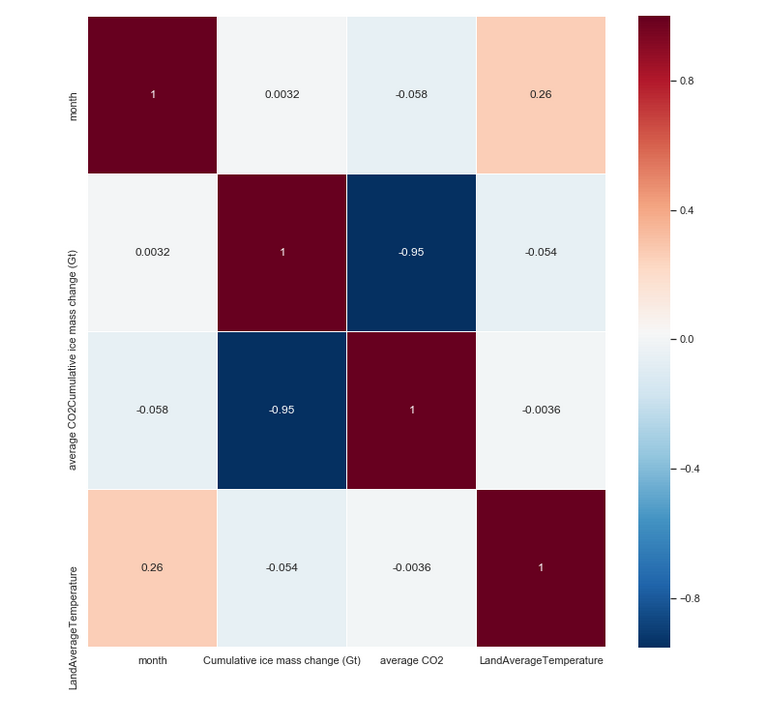 month
1
0.0032
-0.058
0.26
Cumulative ice mass change (Gt)
0.0032
1
-0.95
-0.054
average CO2
-0.058
-0.95
1
-0.0036
LandAverageTemperature
0.26
-0.054
-0.0036
1
month
Cumulative ice mass change (Gt)
average CO2
LandAverageTemperature
0.8
0.4
0.0
−0.4
−0.8